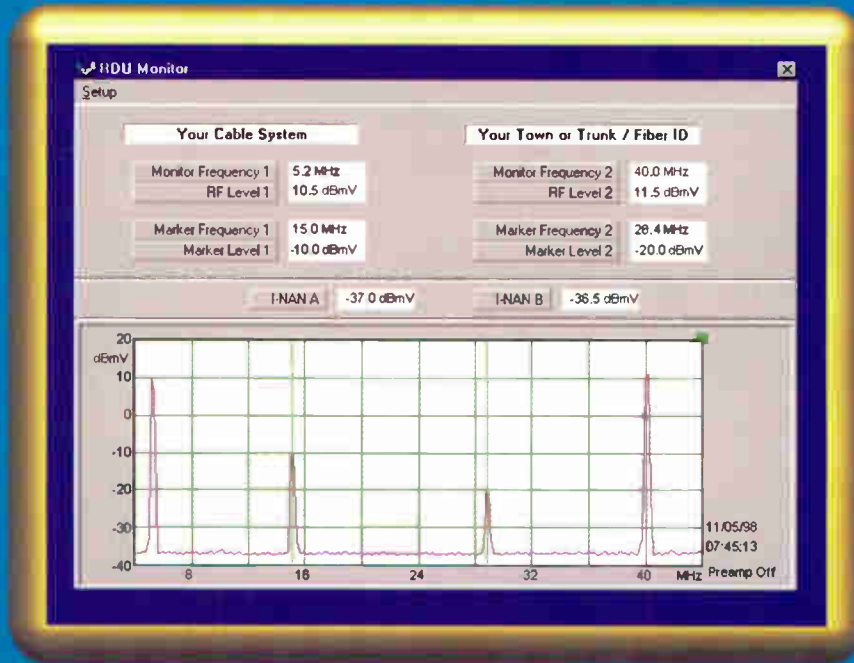 RDU Monitor
Setup
Your Cable System
Your Town or Trunk / Fiber ID
Monitor Frequency 1 5.2 MHz
RF Level 1 10.5 dBmV
Monitor Frequency 2 40.0 MHz
RF Level 2 11.5 dBmV
Marker Frequency 1 15.0 MHz
Marker Level 1 -10.0 dBmV
Marker Frequency 2 28.4 MHz
Marker Level 2 -20.0 dBmV
I-NAN A -37.0 dBmV I-NAN B -36.5 dBmV
20
dBmV
10
0
-10
-20
-30
-40
8 16 24 32 40 MHz
11/05/98
07:45:13
Preamp Off